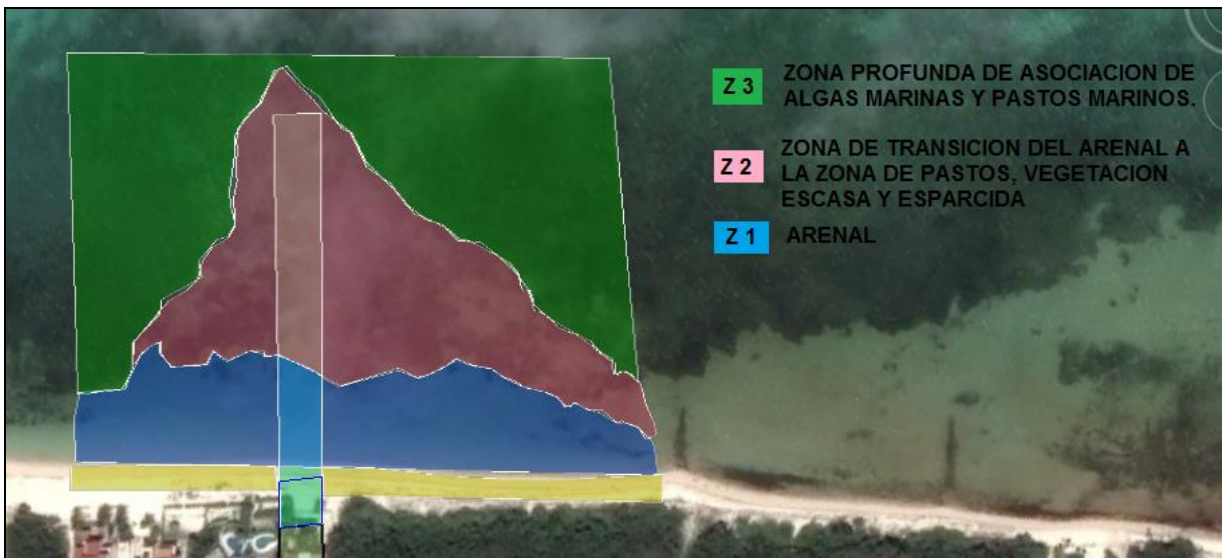 Z 3
ZONA PROFUNDA DE ASOCIACION DE
ALGAS MARINAS Y PASTOS MARINOS.
Z 2
ZONA DE TRANSICION DEL ARENAL A
LA ZONA DE PASTOS, VEGETACION
ESCASA Y ESPARCIDA
Z 1
ARENAL